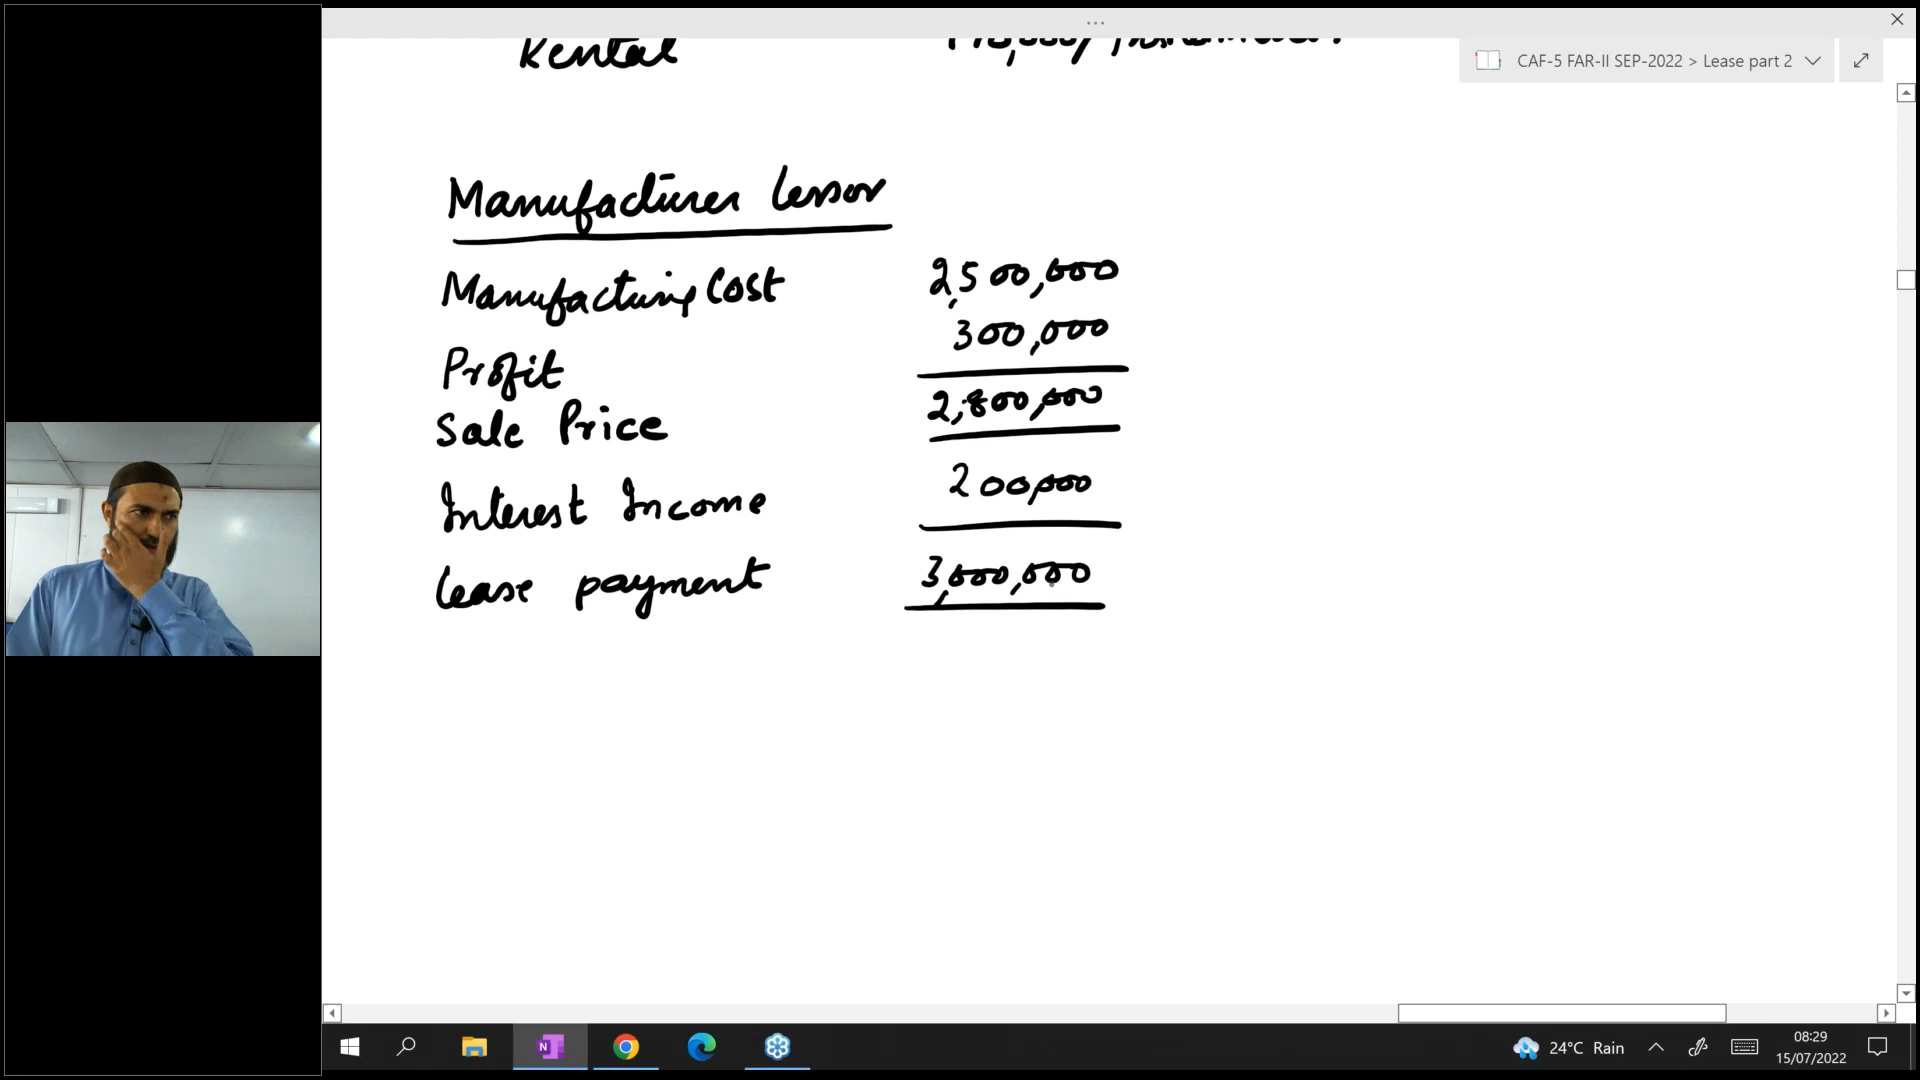 Rental
CAF-5 FAR-II SEP-2022 > Lease part 2
Manufacturer Lessor
Manufacturing Cost 2,500,000
Profit 300,000
Sale Price 2,800,000
Interest Income 200,000
Lease payment 3,000,000
24°C Rain
08:29
15/07/2022